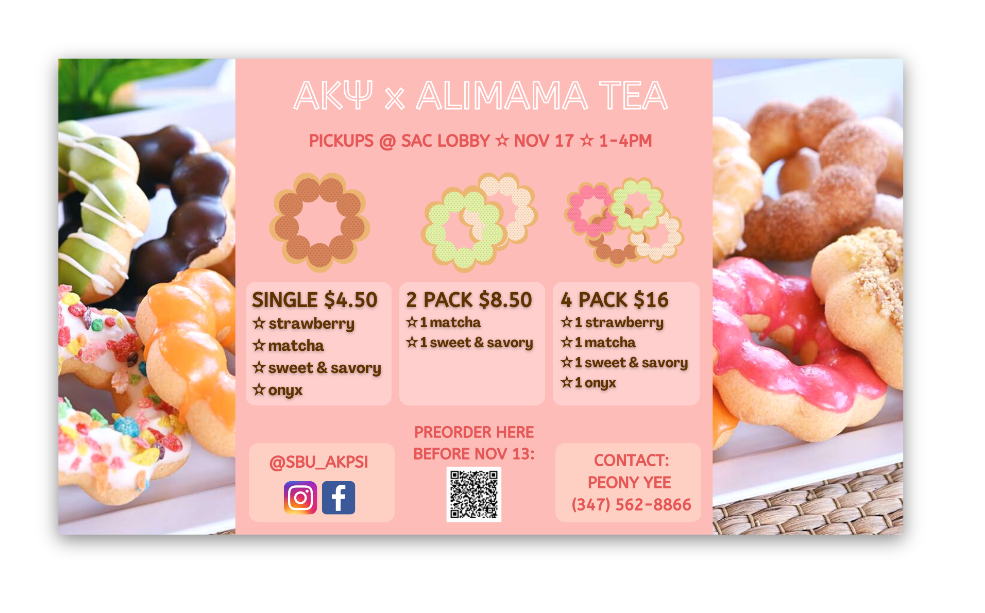 ΑΚΨ x ALIMAMA TEA
PICKUPS @ SAC LOBBY ☆ NOV 17 ☆ 1-4PM
SINGLE $4.50
☆ strawberry
☆ matcha
☆ sweet & savory
☆ onyx
2 PACK $8.50
☆ 1 matcha
☆ 1 sweet & savory
4 PACK $16
☆ 1 strawberry
☆ 1 matcha
☆ 1 sweet & savory
☆ 1 onyx
@SBU_AKPSI
PREORDER HERE
BEFORE NOV 13:
CONTACT:
PEONY YEE
(347) 562-8866